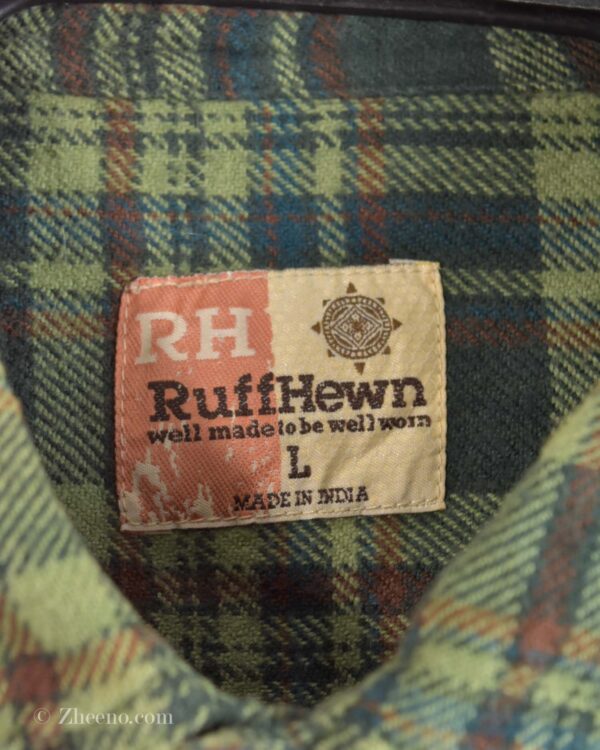 RH
RuffHewn
well made to be well worn
L
MADE IN INDIA
© Zheeno.com